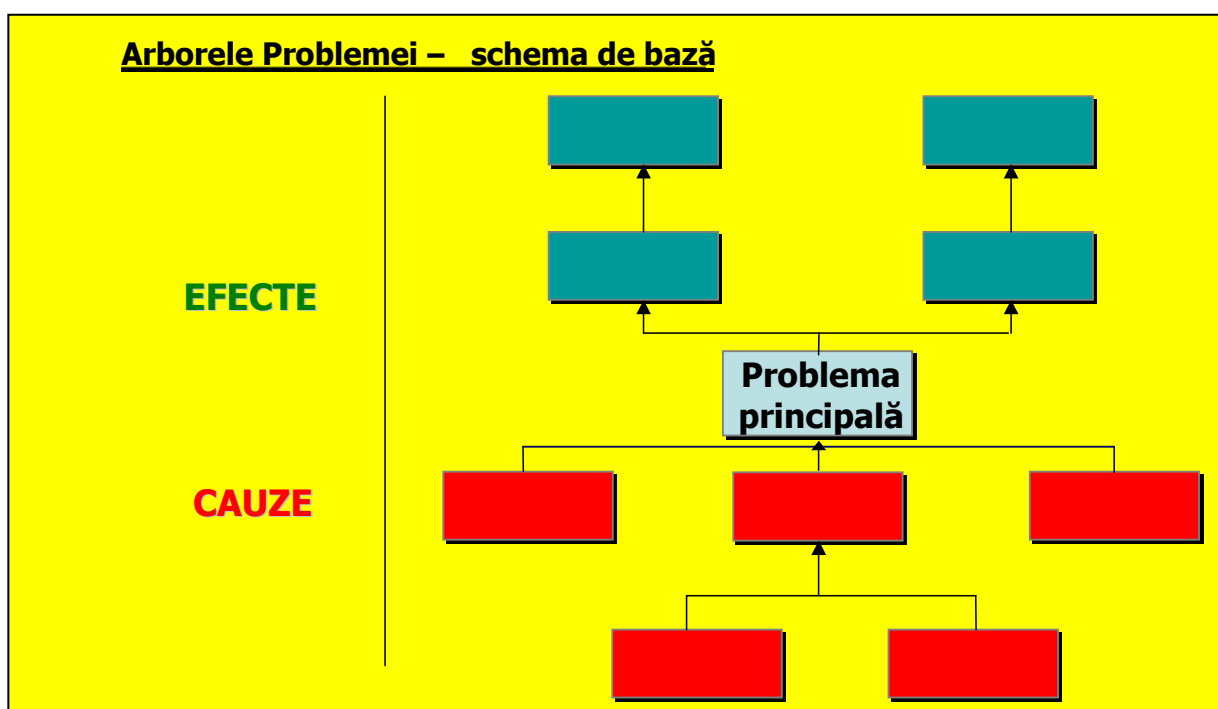 Arborele Problemei – schema de bază
EFECTE
Problema
principală
CAUZE